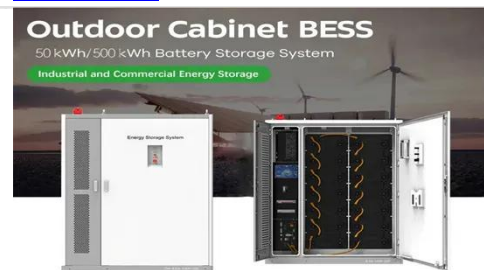 Outdoor Cabinet BESS
50 kWh/500 kWh Battery Storage System
Industrial and Commercial Energy Storage
Energy Storage System